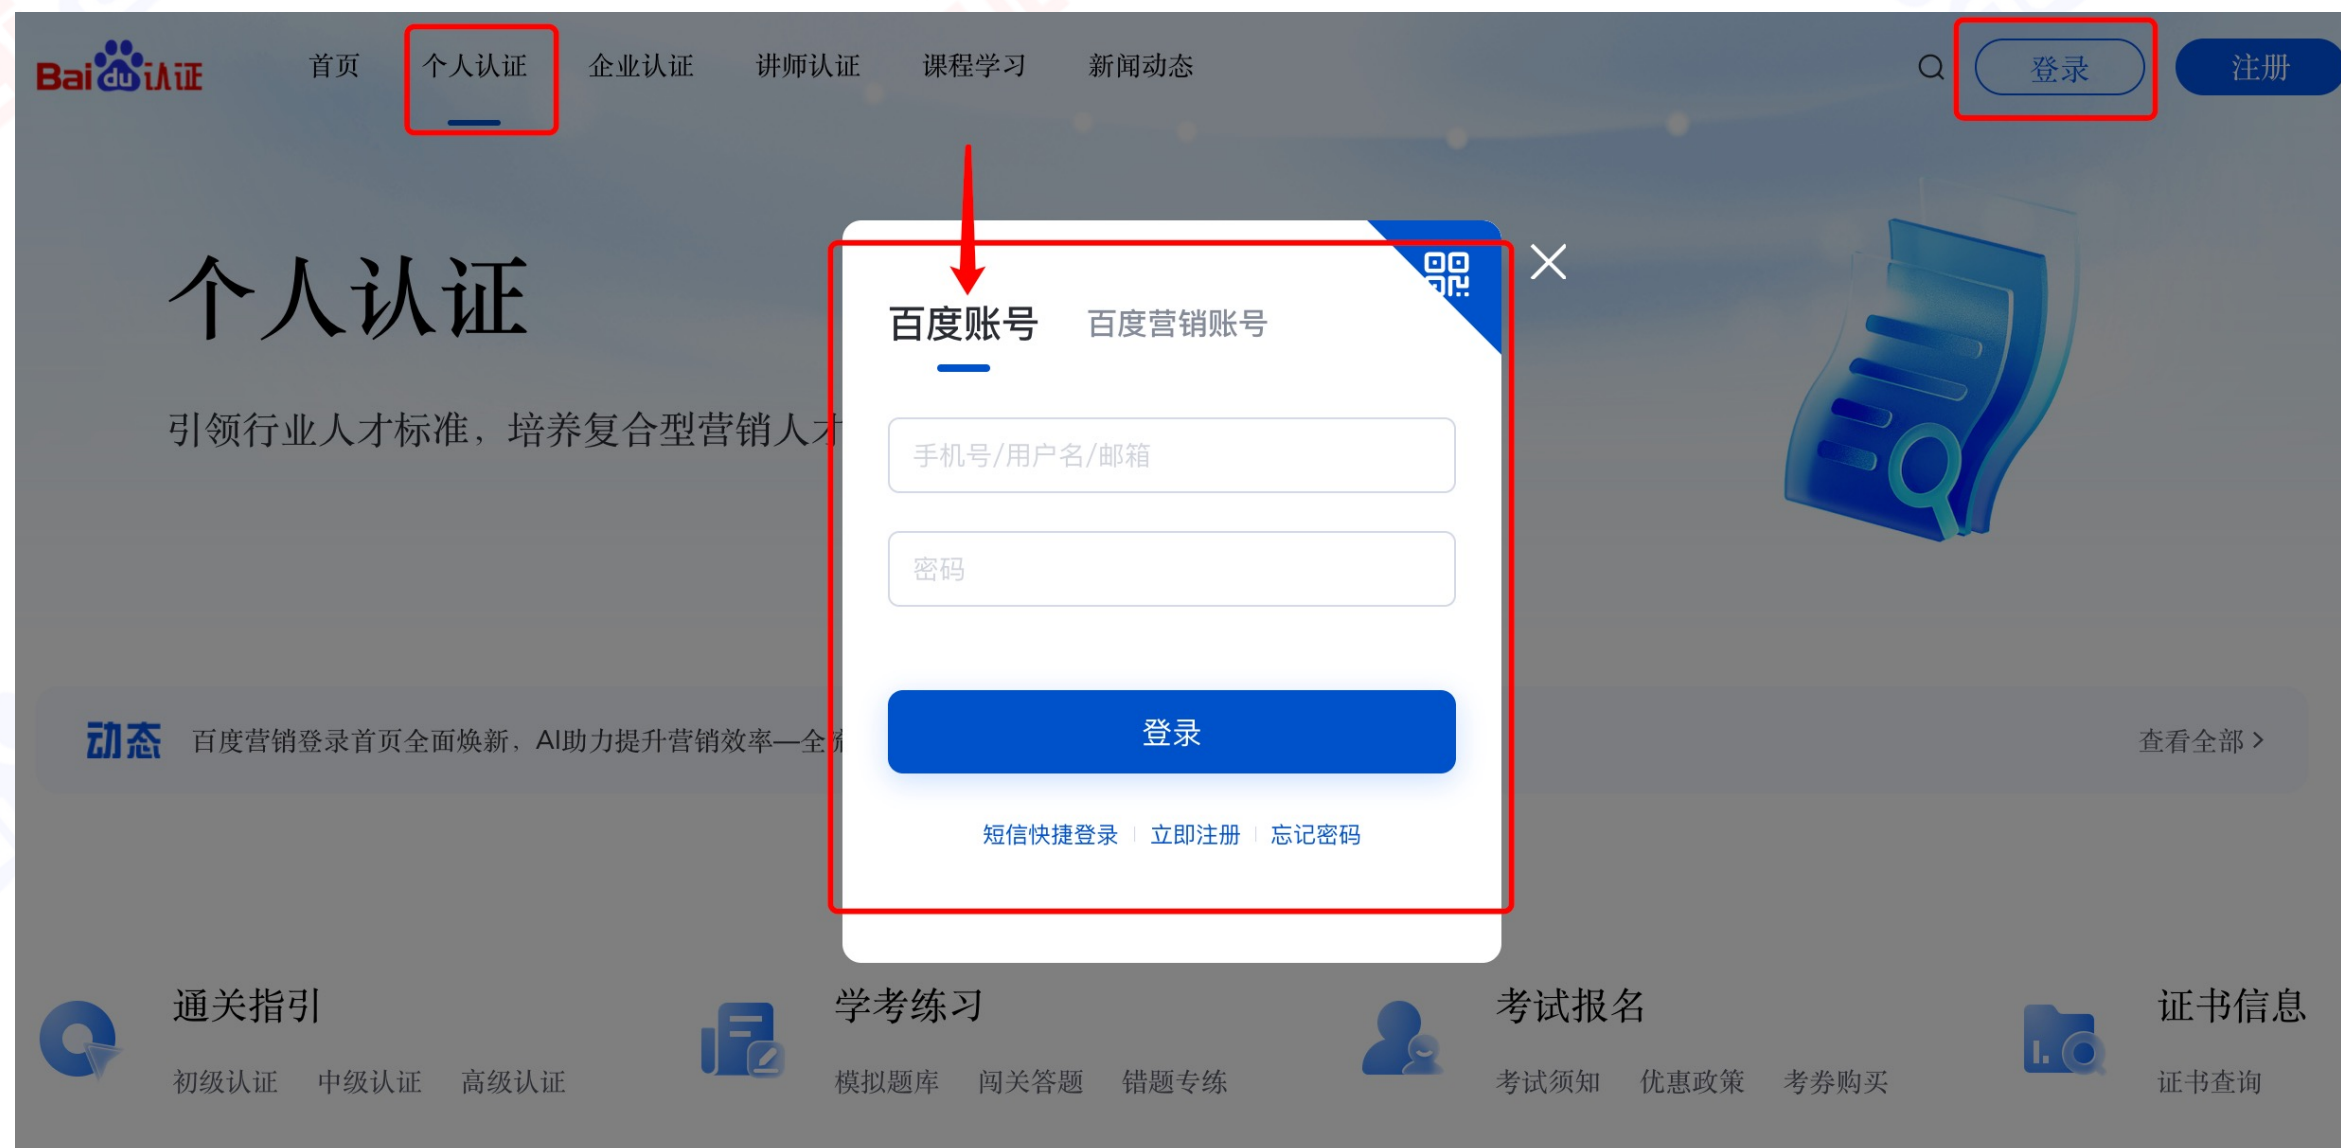 Bai du 认证 首页 个人认证 企业认证 讲师认证 课程学习 新闻动态 登录 注册
个人认证
引领行业人才标准，培养复合型营销人才
百度账号 百度营销账号
手机号/用户名/邮箱
密码
登录
短信快捷登录 立即注册 忘记密码
动态 百度营销登录首页全面焕新，AI助力提升营销效率—全 查看全部 >
通关指引 学考练习 考试报名 证书信息
初级认证 中级认证 高级认证 模拟题库 闯关答题 错题专练 考试须知 优惠政策 考券购买 证书查询